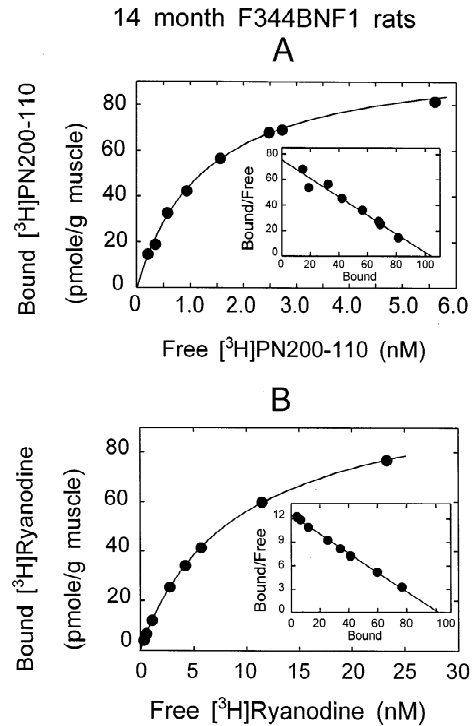 14 month F344BNF1 rats
A
Bound [³H]PN200-110
(pmole/g muscle)
80
60
40
20
0
0.0 1.0 2.0 3.0 4.0 5.0 6.0
Free [³H]PN200-110 (nM)
Bound/Free
80
60
40
20
0
0 20 40 60 80 100
Bound
B
Bound [³H]Ryanodine
(pmole/g muscle)
80
60
40
20
0
0 5 10 15 20 25 30
Free [³H]Ryanodine (nM)
Bound/Free
12
9
6
3
0
0 20 40 60 80 100
Bound